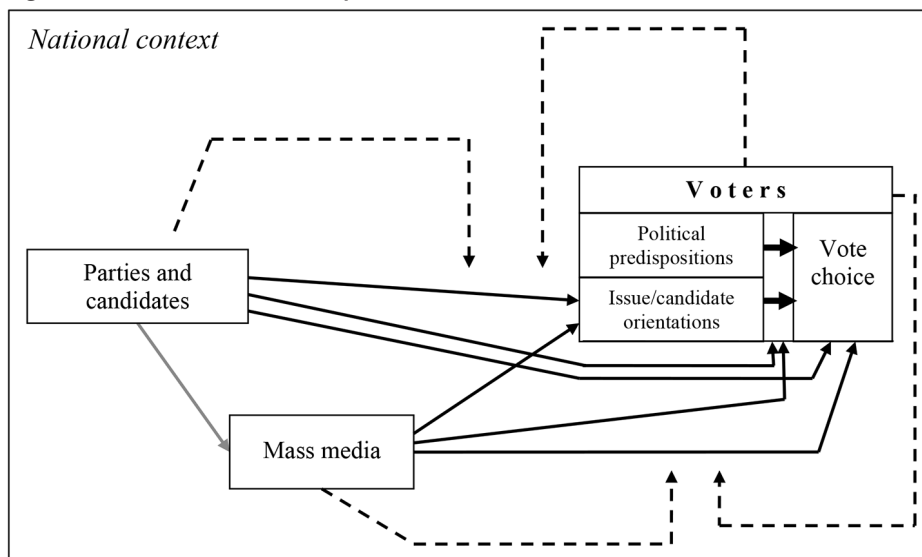 National context
Voters
Political
predispositions
Vote
choice
Issue/candidate
orientations
Parties and
candidates
Mass media